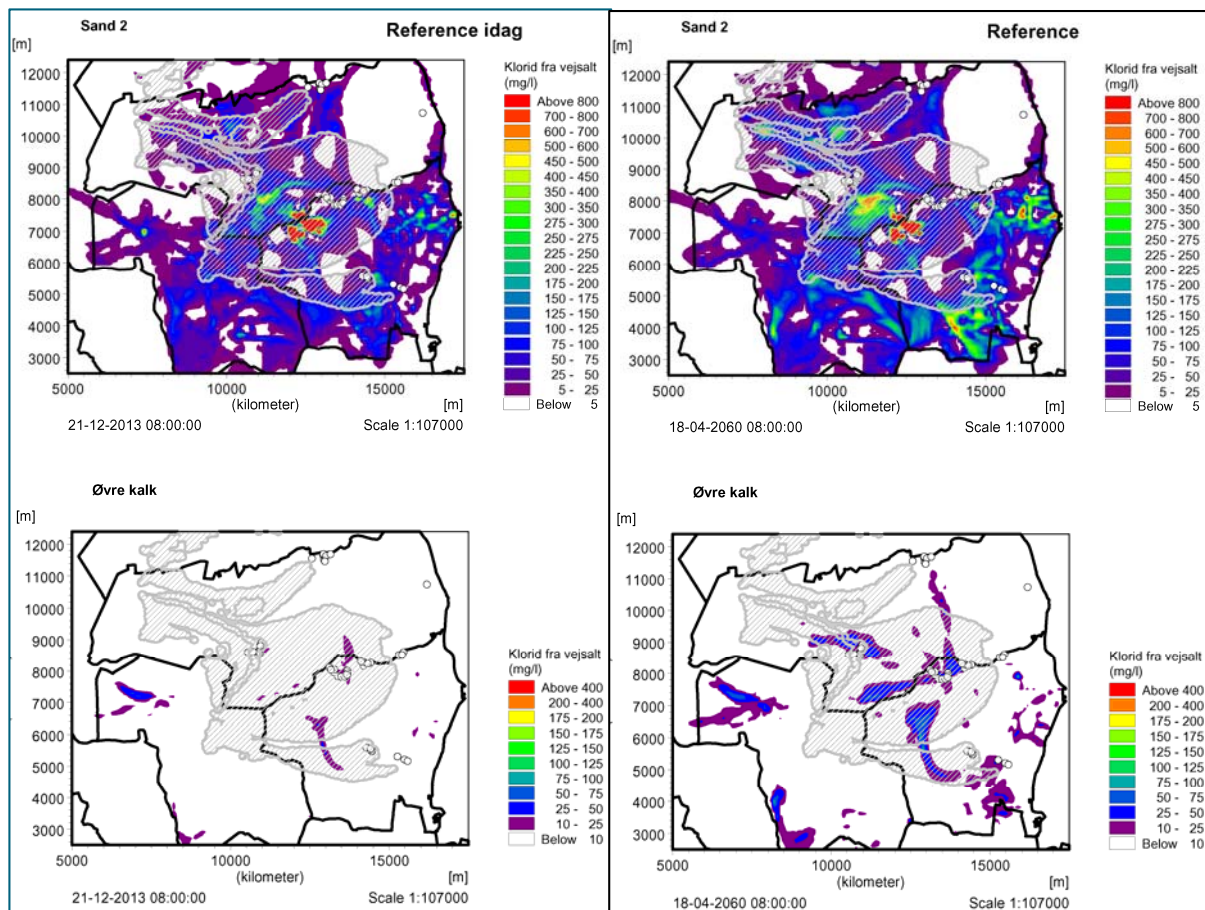 Sand 2
Reference idag
[m]
Klorid fra vejsalt
(mg/l)
12400
12000
11000
10000
9000
8000
7000
6000
5000
4000
3000
Above 800
700 - 800
600 - 700
500 - 600
450 - 500
400 - 450
350 - 400
300 - 350
275 - 300
250 - 275
225 - 250
200 - 225
175 - 200
150 - 175
125 - 150
100 - 125
75 - 100
50 - 75
25 - 50
5 - 25
Below 5
5000
10000
15000
(kilometer)
[m]
21-12-2013 08:00:00
Scale 1:107000
Sand 2
Reference
[m]
Klorid fra vejsalt
(mg/l)
12000
11000
10000
9000
8000
7000
6000
5000
4000
3000
Above 800
700 - 800
600 - 700
500 - 600
450 - 500
400 - 450
350 - 400
300 - 350
275 - 300
250 - 275
225 - 250
200 - 225
175 - 200
150 - 175
125 - 150
100 - 125
75 - 100
50 - 75
25 - 50
5 - 25
Below 5
5000
10000
15000
(kilometer)
[m]
18-04-2060 08:00:00
Scale 1:107000
Øvre kalk
[m]
12000
11000
10000
9000
8000
7000
6000
5000
4000
3000
Klorid fra vejsalt
(mg/l)
Above 400
200 - 400
175 - 200
150 - 175
125 - 150
100 - 125
75 - 100
50 - 75
25 - 50
10 - 25
Below 10
5000
10000
15000
(kilometer)
[m]
21-12-2013 08:00:00
Scale 1:107000
Øvre kalk
[m]
12000
11000
10000
9000
8000
7000
6000
5000
4000
3000
Klorid fra vejsalt
(mg/l)
Above 400
200 - 400
175 - 200
150 - 175
125 - 150
100 - 125
75 - 100
50 - 75
25 - 50
10 - 25
Below 10
5000
10000
15000
(kilometer)
[m]
18-04-2060 08:00:00
Scale 1:107000